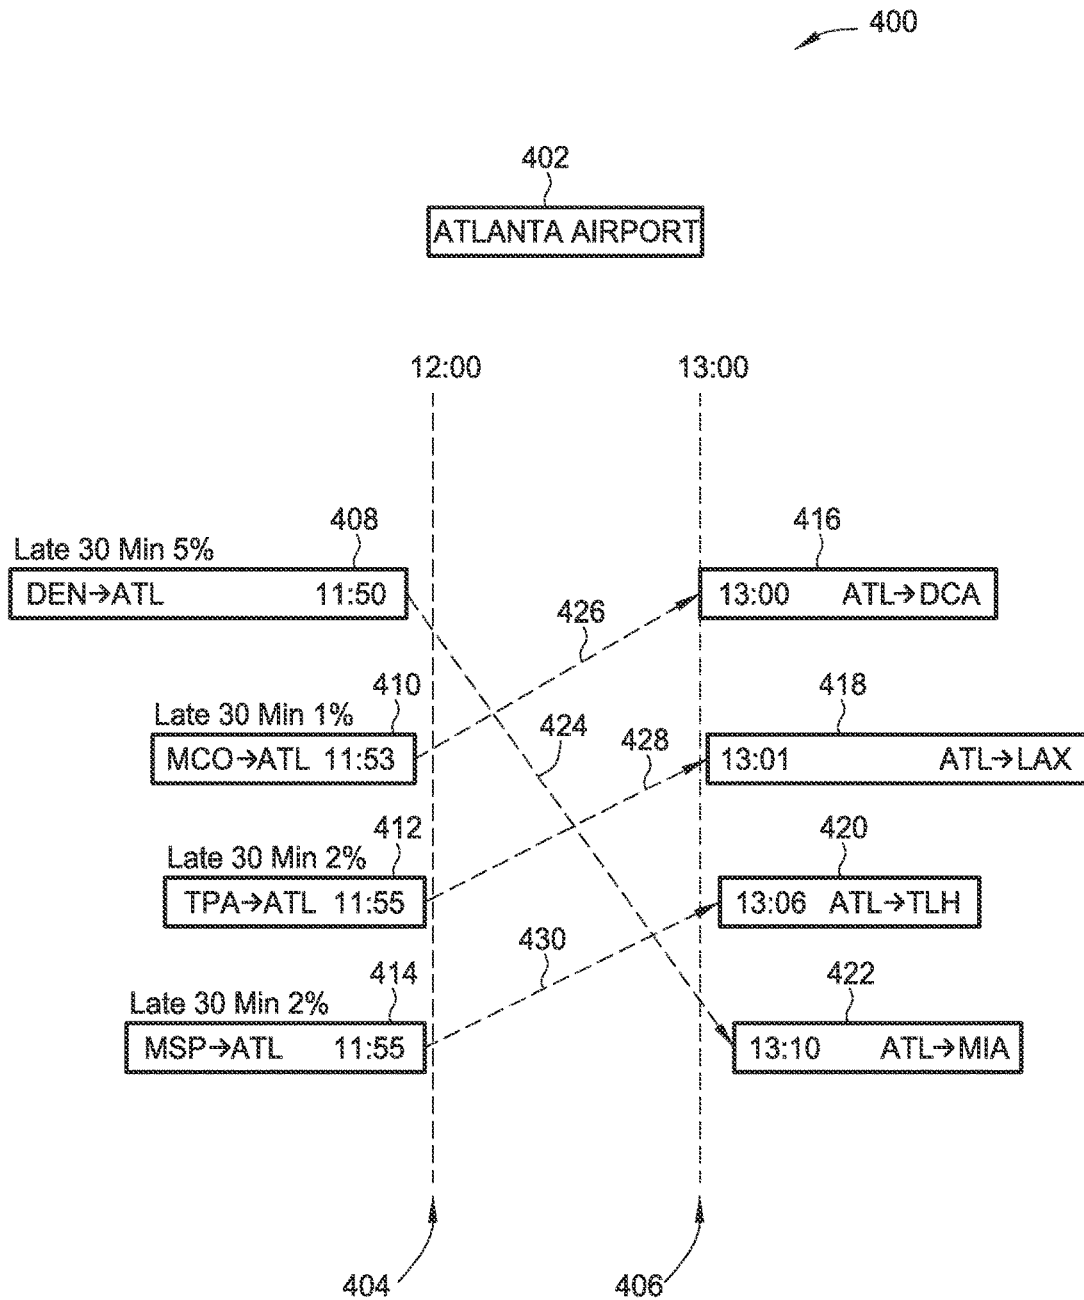 400
402
ATLANTA AIRPORT
12:00 13:00
408 416
Late 30 Min 5%
DEN→ATL 11:50 13:00 ATL→DCA
426
410 418
Late 30 Min 1% 424 428
MCO→ATL 11:53 13:01 ATL→LAX
412 420
Late 30 Min 2%
TPA→ATL 11:55 13:06 ATL→TLH
430
414 422
Late 30 Min 2%
MSP→ATL 11:55 13:10 ATL→MIA
404 406